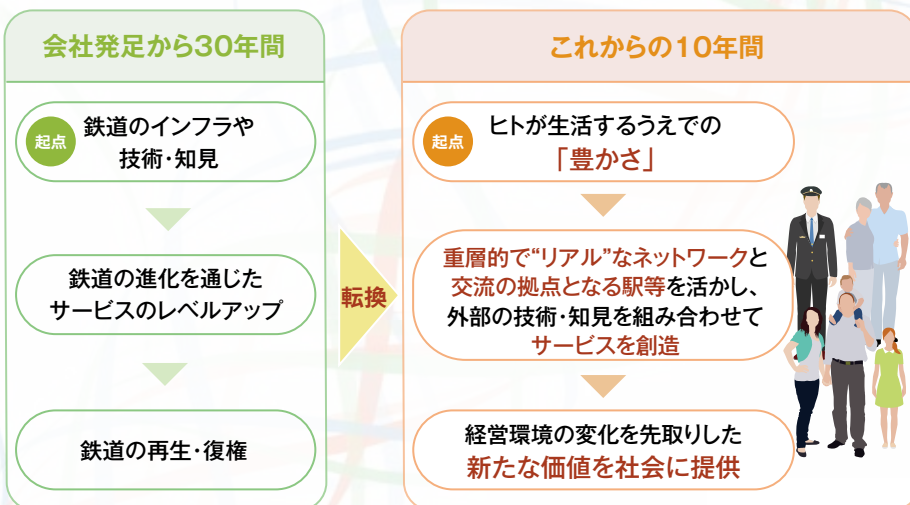 会社発足から30年間
起点
鉄道のインフラや
技術・知見
鉄道の進化を通じた
サービスのレベルアップ
鉄道の再生・復権
転換
これからの10年間
起点
ヒトが生活するうえでの
「豊かさ」
重層的で“リアル”なネットワークと
交流の拠点となる駅等を活かし、
外部の技術・知見を組み合わせて
サービスを創造
経営環境の変化を先取りした
新たな価値を社会に提供